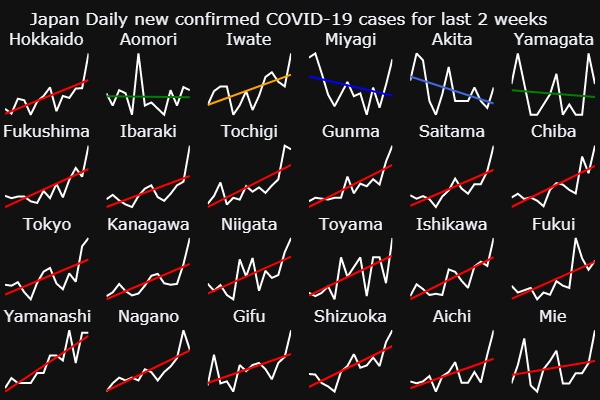 Japan Daily new confirmed COVID-19 cases for last 2 weeks
Hokkaido Aomori Iwate Miyagi Akita Yamagata
Fukushima Ibaraki Tochigi Gunma Saitama Chiba
Tokyo Kanagawa Niigata Toyama Ishikawa Fukui
Yamanashi Nagano Gifu Shizuoka Aichi Mie